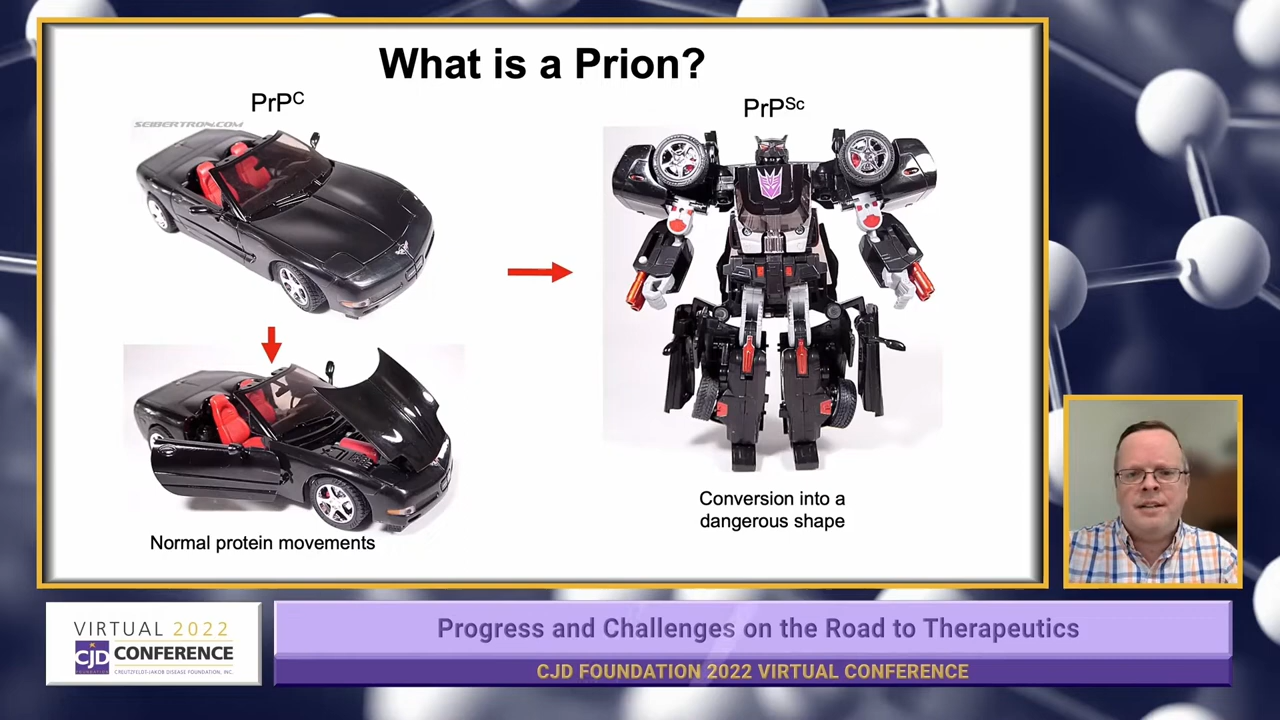 What is a Prion?
PrPC
PrPSc
SEIBERTRON.COM
Conversion into a
dangerous shape
Normal protein movements
VIRTUAL 2022
CJD CONFERENCE
FOUNDATION
CREUTZFELDT-JAKOB DISEASE FOUNDATION, INC.
Progress and Challenges on the Road to Therapeutics
CJD FOUNDATION 2022 VIRTUAL CONFERENCE